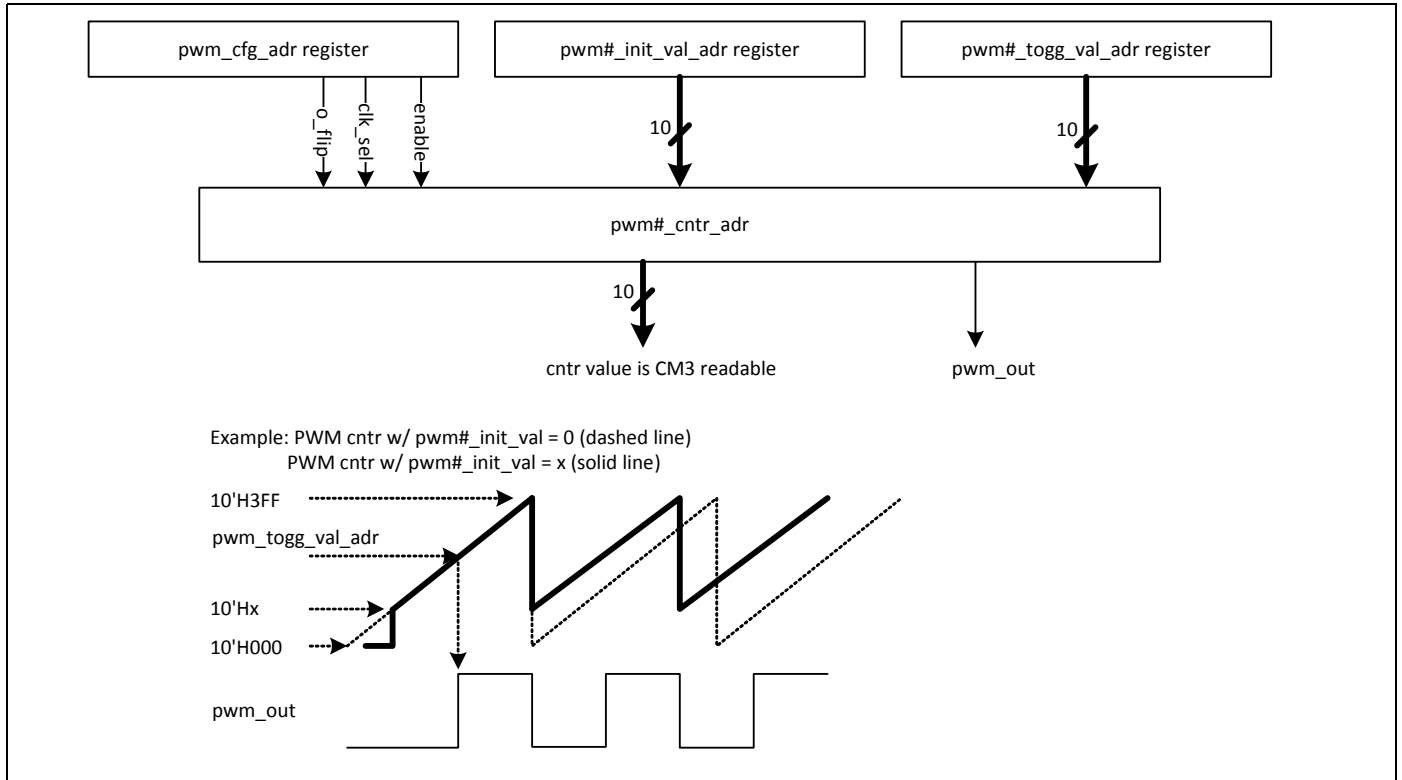 pwm_cfg_adr register
pwm#_init_val_adr register
pwm#_togg_val_adr register
o_flip
clk_sel
enable
10
10
pwm#_cntr_adr
10
cntr value is CM3 readable
pwm_out
Example: PWM cntr w/ pwm#_init_val = 0 (dashed line)
PWM cntr w/ pwm#_init_val = x (solid line)
10'H3FF
pwm_togg_val_adr
10'Hx
10'H000
pwm_out